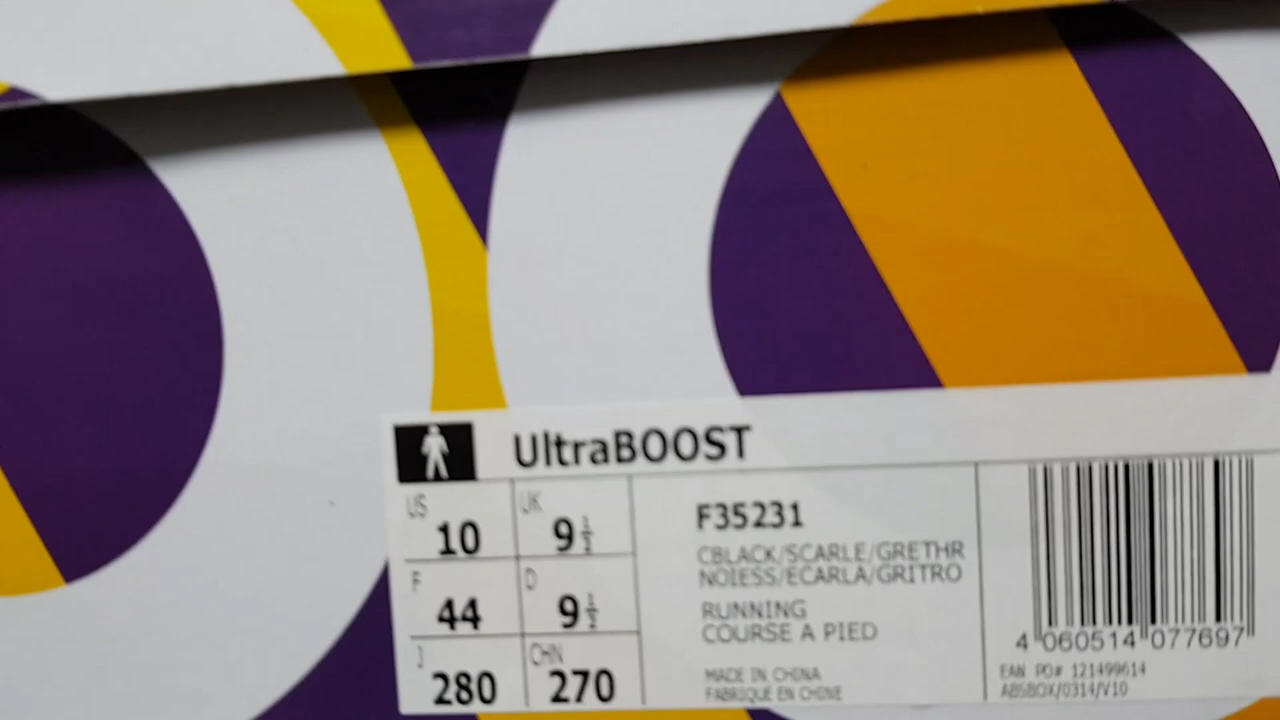 UltraBOOST
US 10 UK 9½
F 44 D 9½
J 280 CHN 270
F35231
CBLACK/SCARLE/GRETHR
NOIESS/ECARLA/GRITRO
RUNNING
COURSE A PIED
MADE IN CHINA
FABRIQUE EN CHINE
4 060514 077697
EAN PO# 121499614
ABSBOX/0314/V10